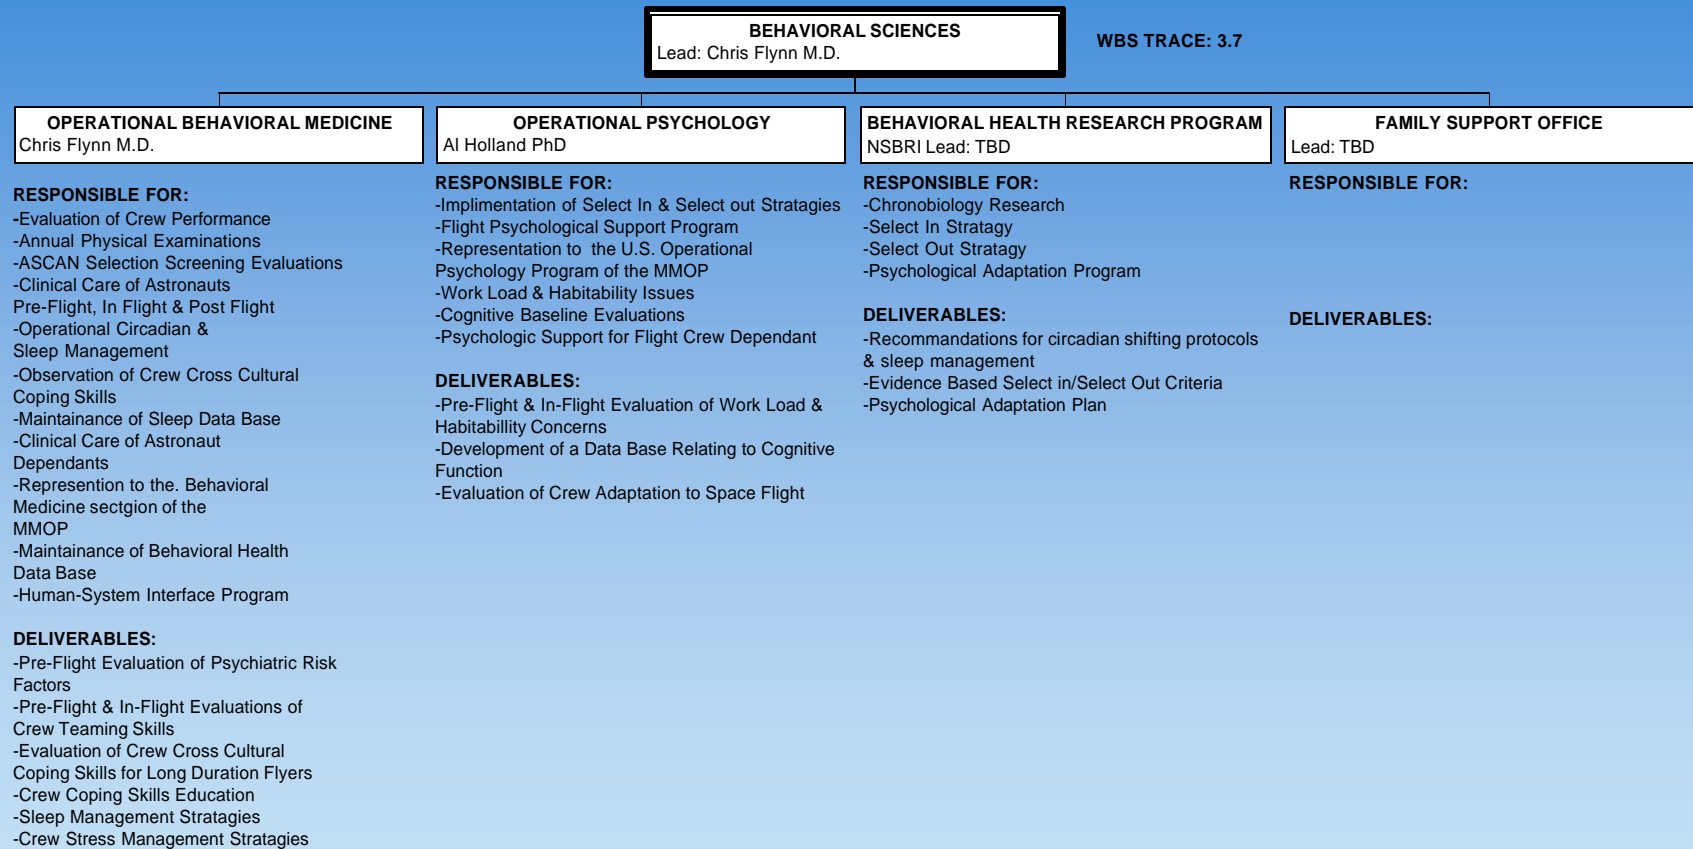 BEHAVIORAL SCIENCES
Lead: Chris Flynn M.D.
WBS TRACE: 3.7
OPERATIONAL BEHAVIORAL MEDICINE
Chris Flynn M.D.
RESPONSIBLE FOR:
-Evaluation of Crew Performance
-Annual Physical Examinations
-ASCAN Selection Screening Evaluations
-Clinical Care of Astronauts
Pre-Flight, In Flight & Post Flight
-Operational Circadian &
Sleep Management
-Observation of Crew Cross Cultural
Coping Skills
-Maintainance of Sleep Data Base
-Clinical Care of Astronaut
Dependants
-Represention to the. Behavioral
Medicine sectgion of the
MMOP
-Maintainance of Behavioral Health
Data Base
-Human-System Interface Program
DELIVERABLES:
-Pre-Flight Evaluation of Psychiatric Risk
Factors
-Pre-Flight & In-Flight Evaluations of
Crew Teaming Skills
-Evaluation of Crew Cross Cultural
Coping Skills for Long Duration Flyers
-Crew Coping Skills Education
-Sleep Management Stratagies
-Crew Stress Management Stratagies
OPERATIONAL PSYCHOLOGY
Al Holland PhD
RESPONSIBLE FOR:
-Implimentation of Select In & Select out Stratagies
-Flight Psychological Support Program
-Representation to the U.S. Operational
Psychology Program of the MMOP
-Work Load & Habitability Issues
-Cognitive Baseline Evaluations
-Psychologic Support for Flight Crew Dependant
DELIVERABLES:
-Pre-Flight & In-Flight Evaluation of Work Load &
Habitabillity Concerns
-Development of a Data Base Relating to Cognitive
Function
-Evaluation of Crew Adaptation to Space Flight
BEHAVIORAL HEALTH RESEARCH PROGRAM
NSBRI Lead: TBD
RESPONSIBLE FOR:
-Chronobiology Research
-Select In Stratagy
-Select Out Stratagy
-Psychological Adaptation Program
DELIVERABLES:
-Recommandations for circadian shifting protocols
& sleep management
-Evidence Based Select in/Select Out Criteria
-Psychological Adaptation Plan
FAMILY SUPPORT OFFICE
Lead: TBD
RESPONSIBLE FOR:
DELIVERABLES: